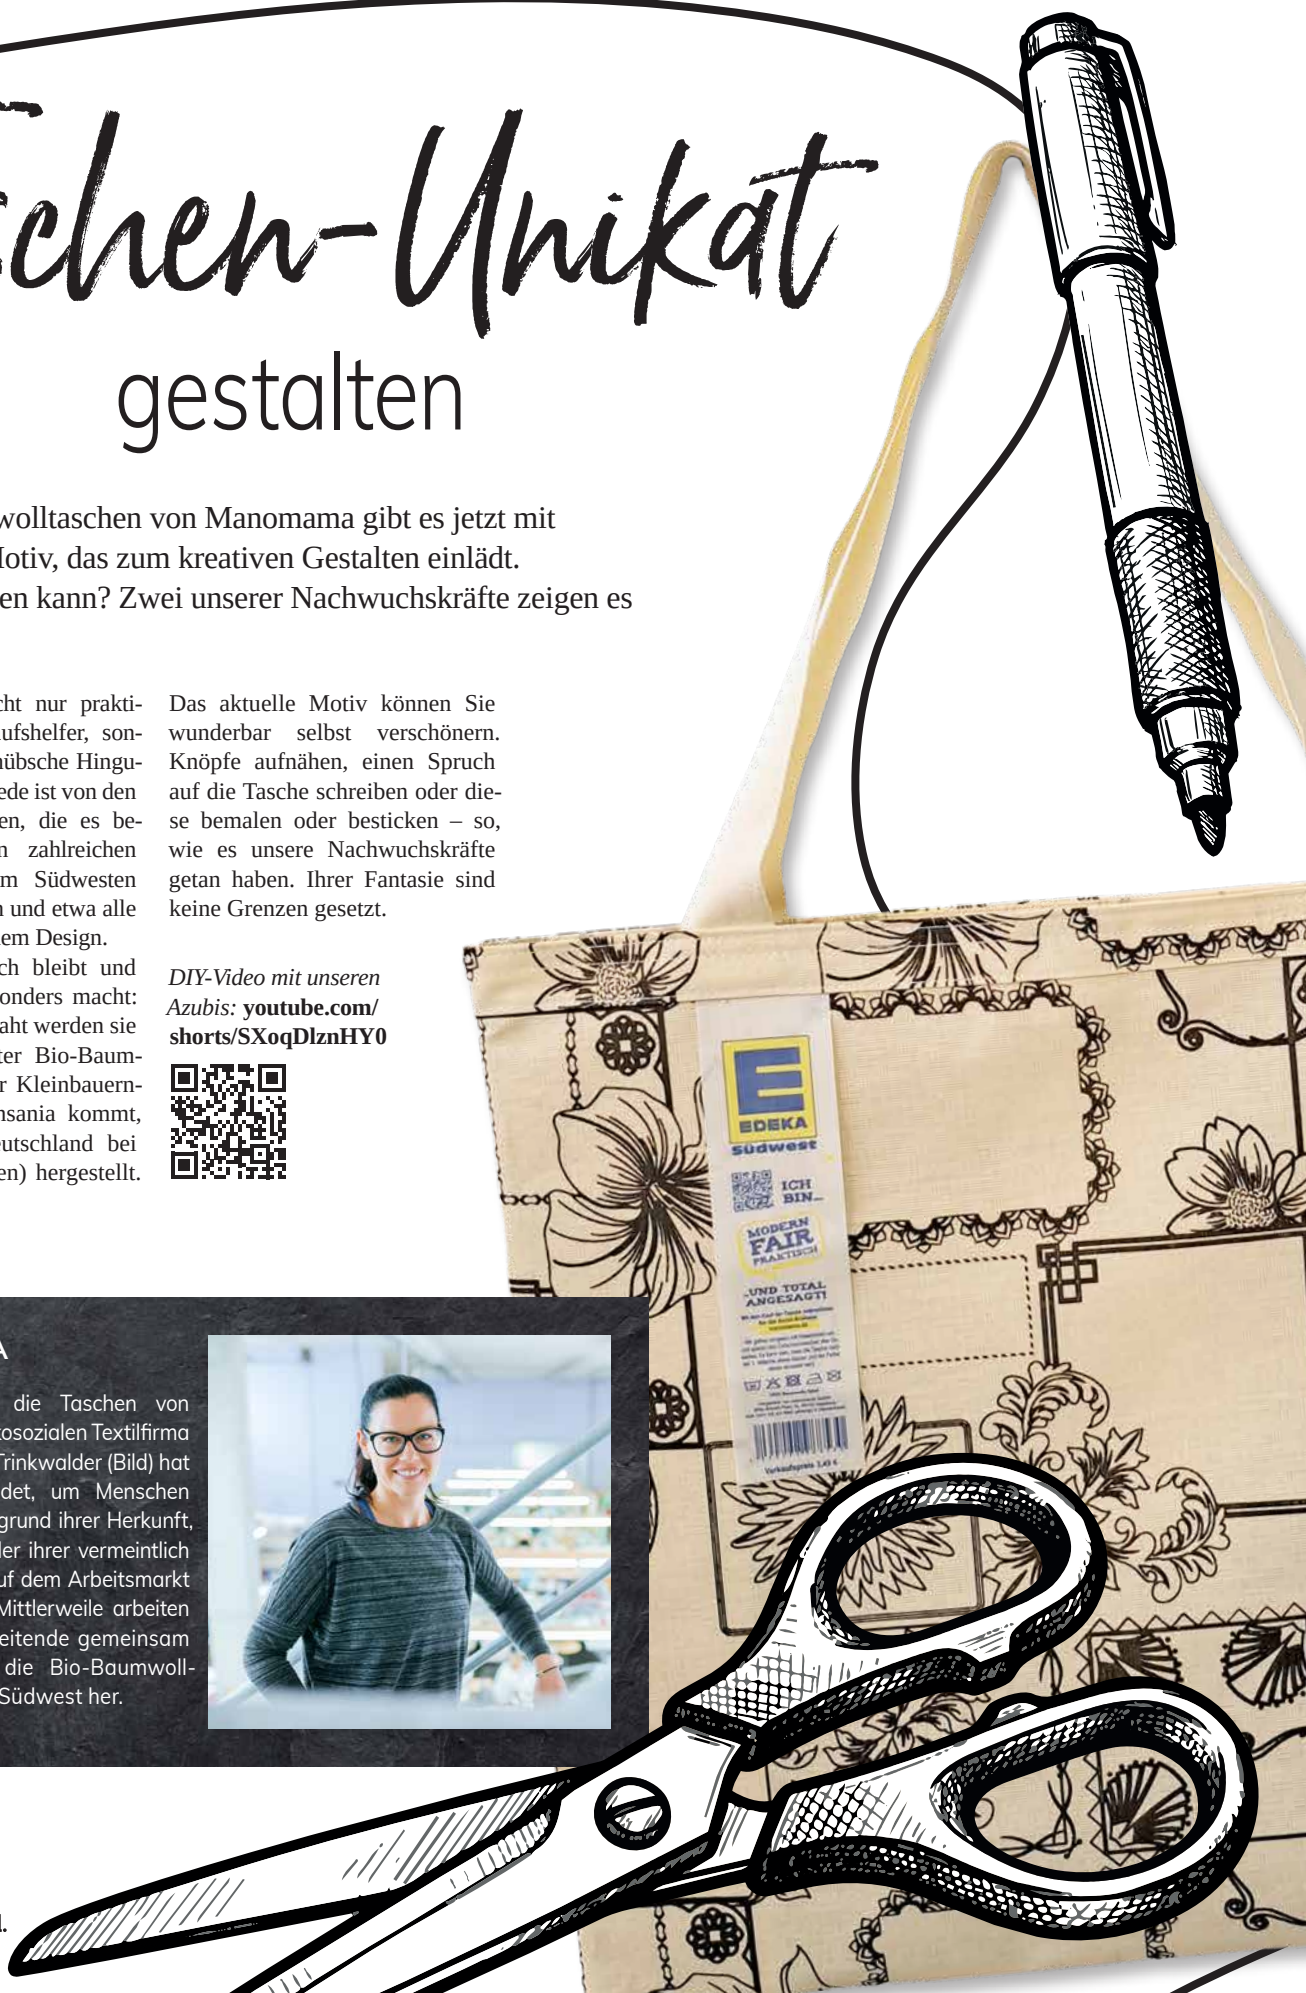 schen-Unikat
gestalten
wolltaschen von Manomama gibt es jetzt mit
otiv, das zum kreativen Gestalten einlädt.
en kann? Zwei unserer Nachwuchskräfte zeigen es
cht nur prakti-
ufshelfer, son-
hübsche Hingu-
ede ist von den
en, die es be-
n zahlreichen
m Südwesten
n und etwa alle
em Design.
ch bleibt und
onders macht:
aht werden sie
ter Bio-Baum-
r Kleinbauern-
nsania kommt,
eutschland bei
en) hergestellt.
Das aktuelle Motiv können Sie
wunderbar selbst verschönern.
Knöpfe aufnähen, einen Spruch
auf die Tasche schreiben oder die-
se bemalen oder besticken – so,
wie es unsere Nachwuchskräfte
getan haben. Ihrer Fantasie sind
keine Grenzen gesetzt.
DIY-Video mit unseren
Azubis: youtube.com/
shorts/SXoqDlznHY0
EDEKA
Südwest
ICH
BIN...
MODERN
FAIR
PRAKTISCH
...UND TOTAL
ANGESAGT!
Verkaufspreis 3,43 €
A
die Taschen von
kosozialen Textilfirma
Trinkwalder (Bild) hat
det, um Menschen
grund ihrer Herkunft,
der ihrer vermeintlich
uf dem Arbeitsmarkt
Mittlerweile arbeiten
eitende gemeinsam
die Bio-Baumwoll-
Südwest her.